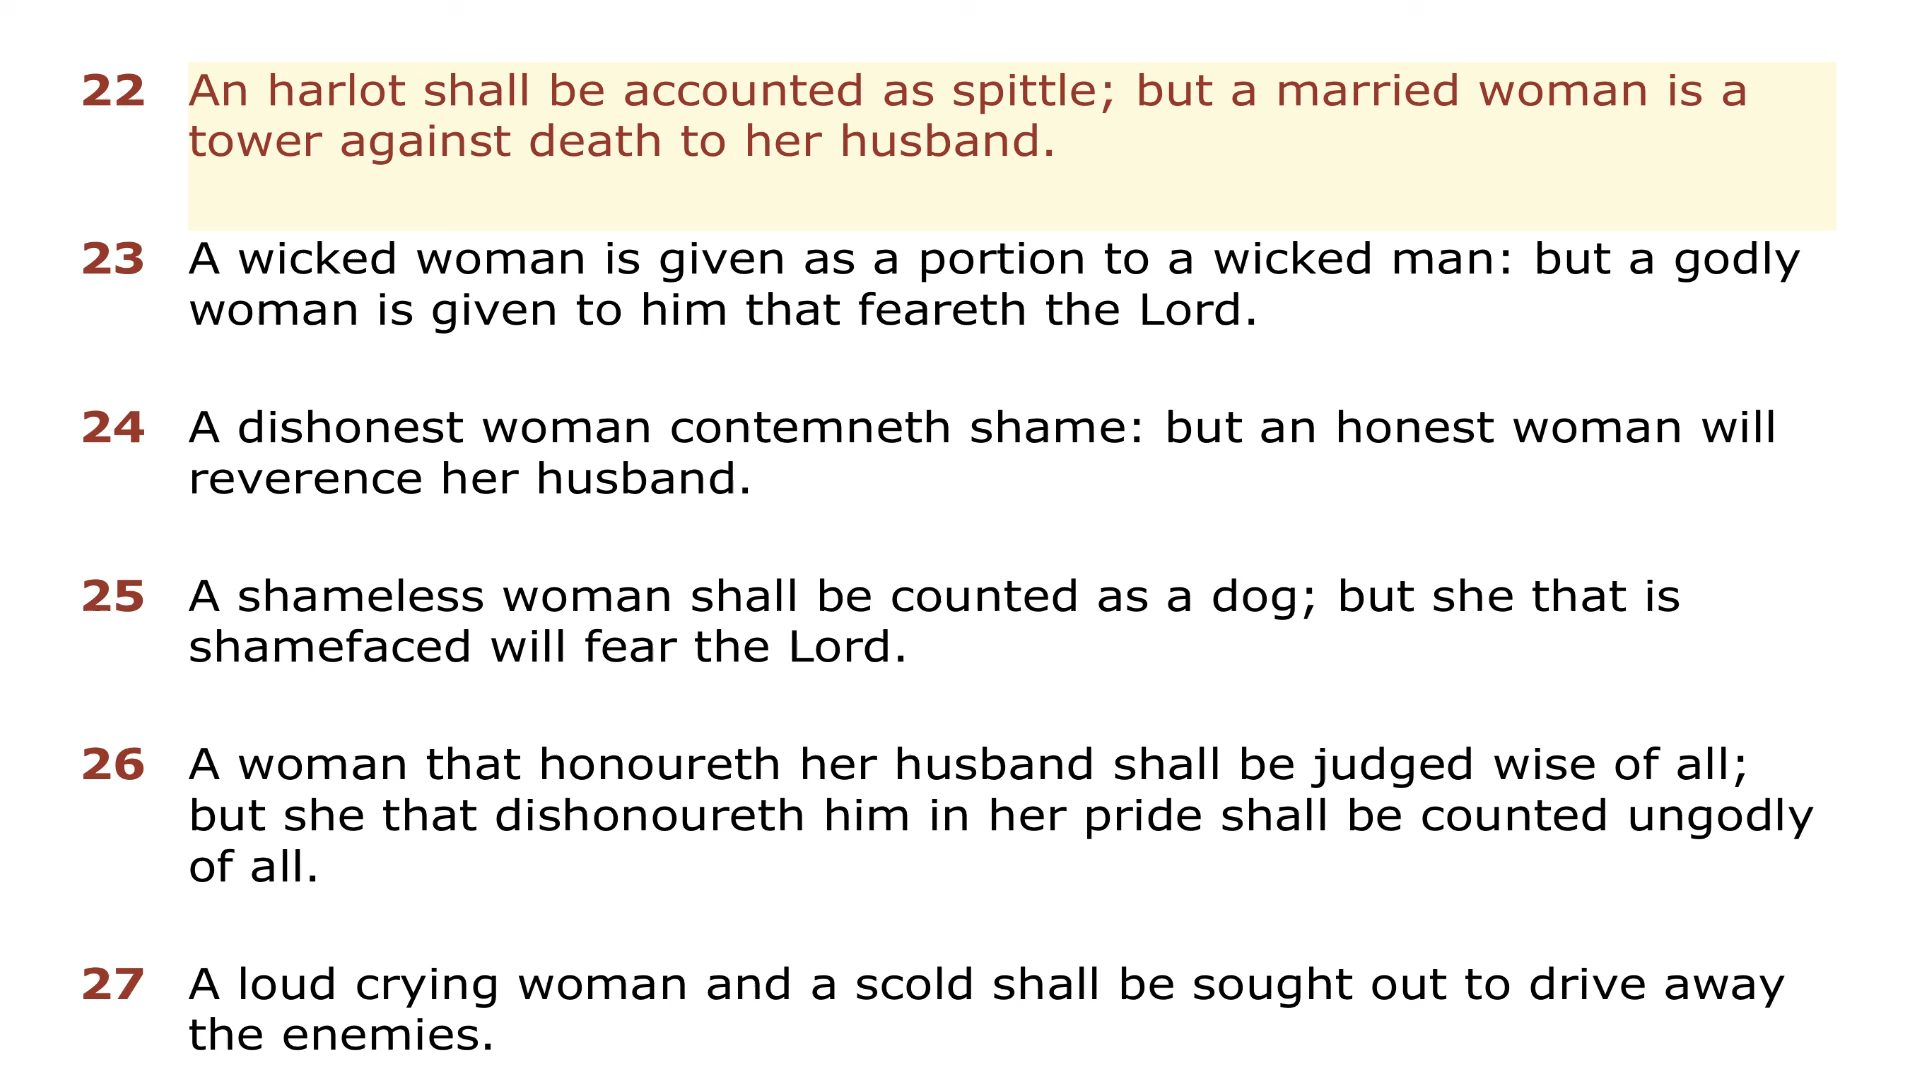 22 An harlot shall be accounted as spittle; but a married woman is a
tower against death to her husband.
23 A wicked woman is given as a portion to a wicked man: but a godly
woman is given to him that feareth the Lord.
24 A dishonest woman contemneth shame: but an honest woman will
reverence her husband.
25 A shameless woman shall be counted as a dog; but she that is
shamefaced will fear the Lord.
26 A woman that honoureth her husband shall be judged wise of all;
but she that dishonoureth him in her pride shall be counted ungodly
of all.
27 A loud crying woman and a scold shall be sought out to drive away
the enemies.